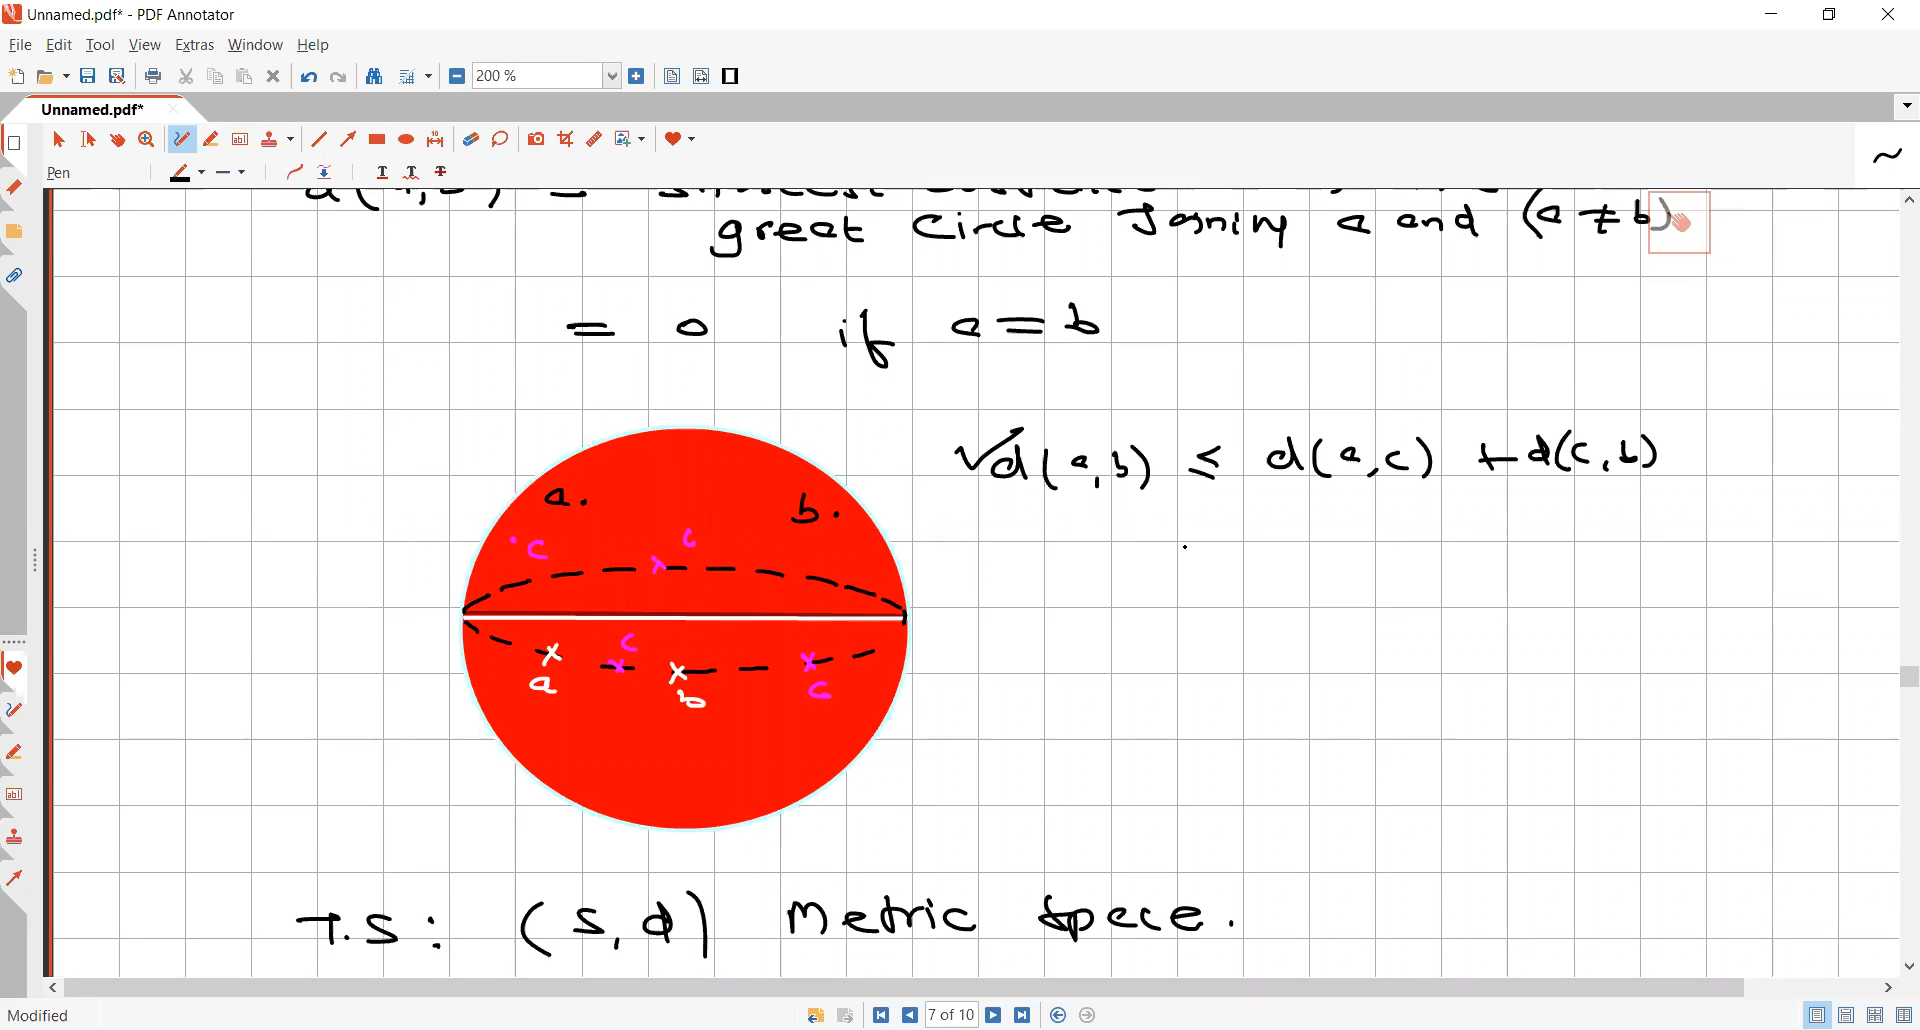 Unnamed.pdf* - PDF Annotator
File Edit Tool View Extras Window Help
200 %
Unnamed.pdf*
Pen
great Circle Joining a and (a ≠ b)
= 0 if a = b
√d(a,b) ≤ d(a,c) + d(c,b)
a.
b.
c
c
c
a
b
c
T.S: (S, d) Metric Space.
Modified
7 of 10